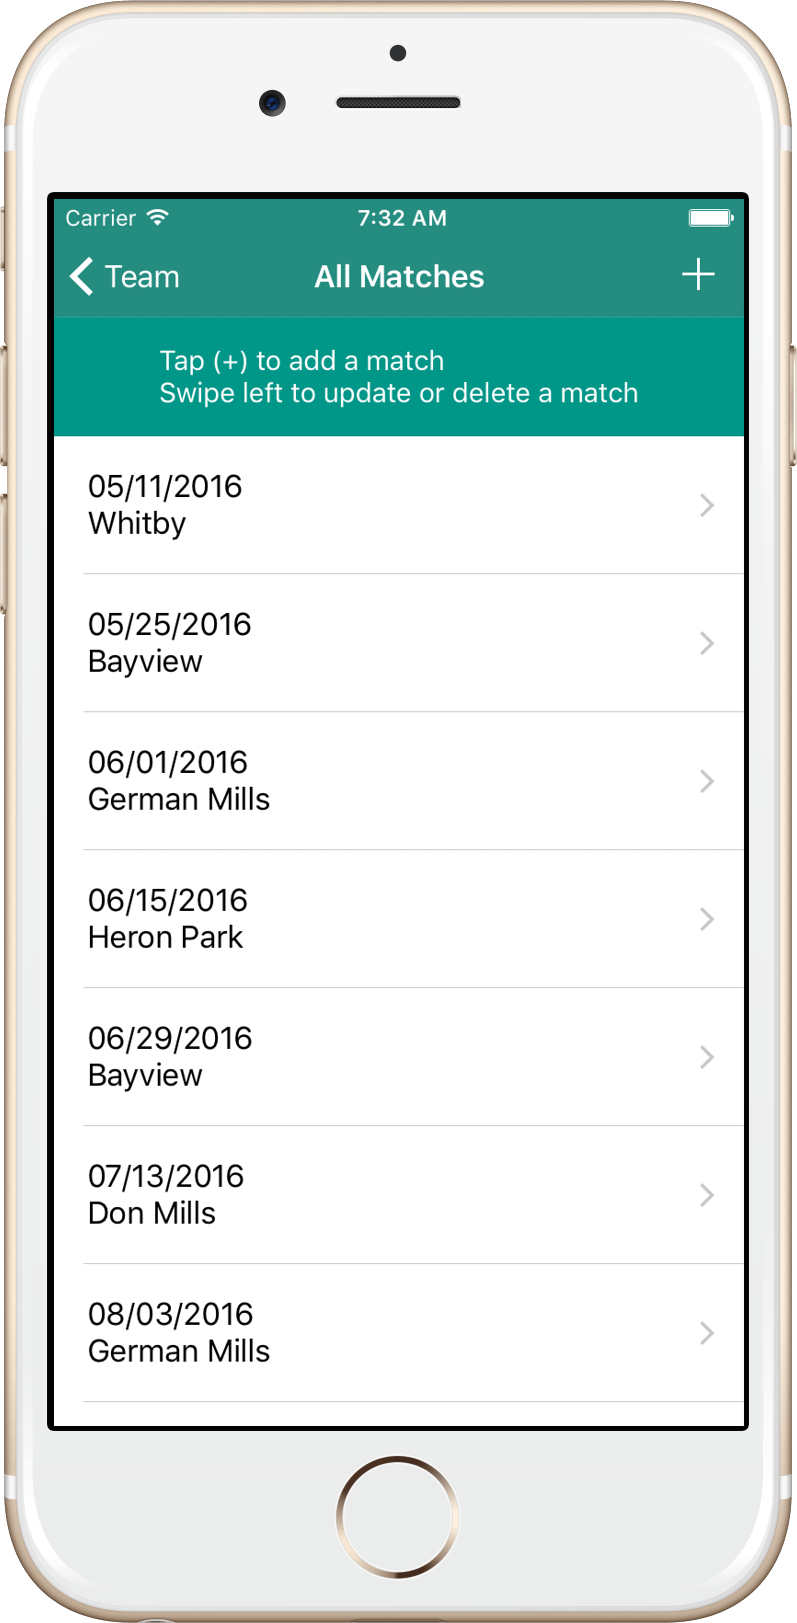 Carrier 7:32 AM
Team All Matches +
Tap (+) to add a match
Swipe left to update or delete a match
05/11/2016
Whitby
05/25/2016
Bayview
06/01/2016
German Mills
06/15/2016
Heron Park
06/29/2016
Bayview
07/13/2016
Don Mills
08/03/2016
German Mills